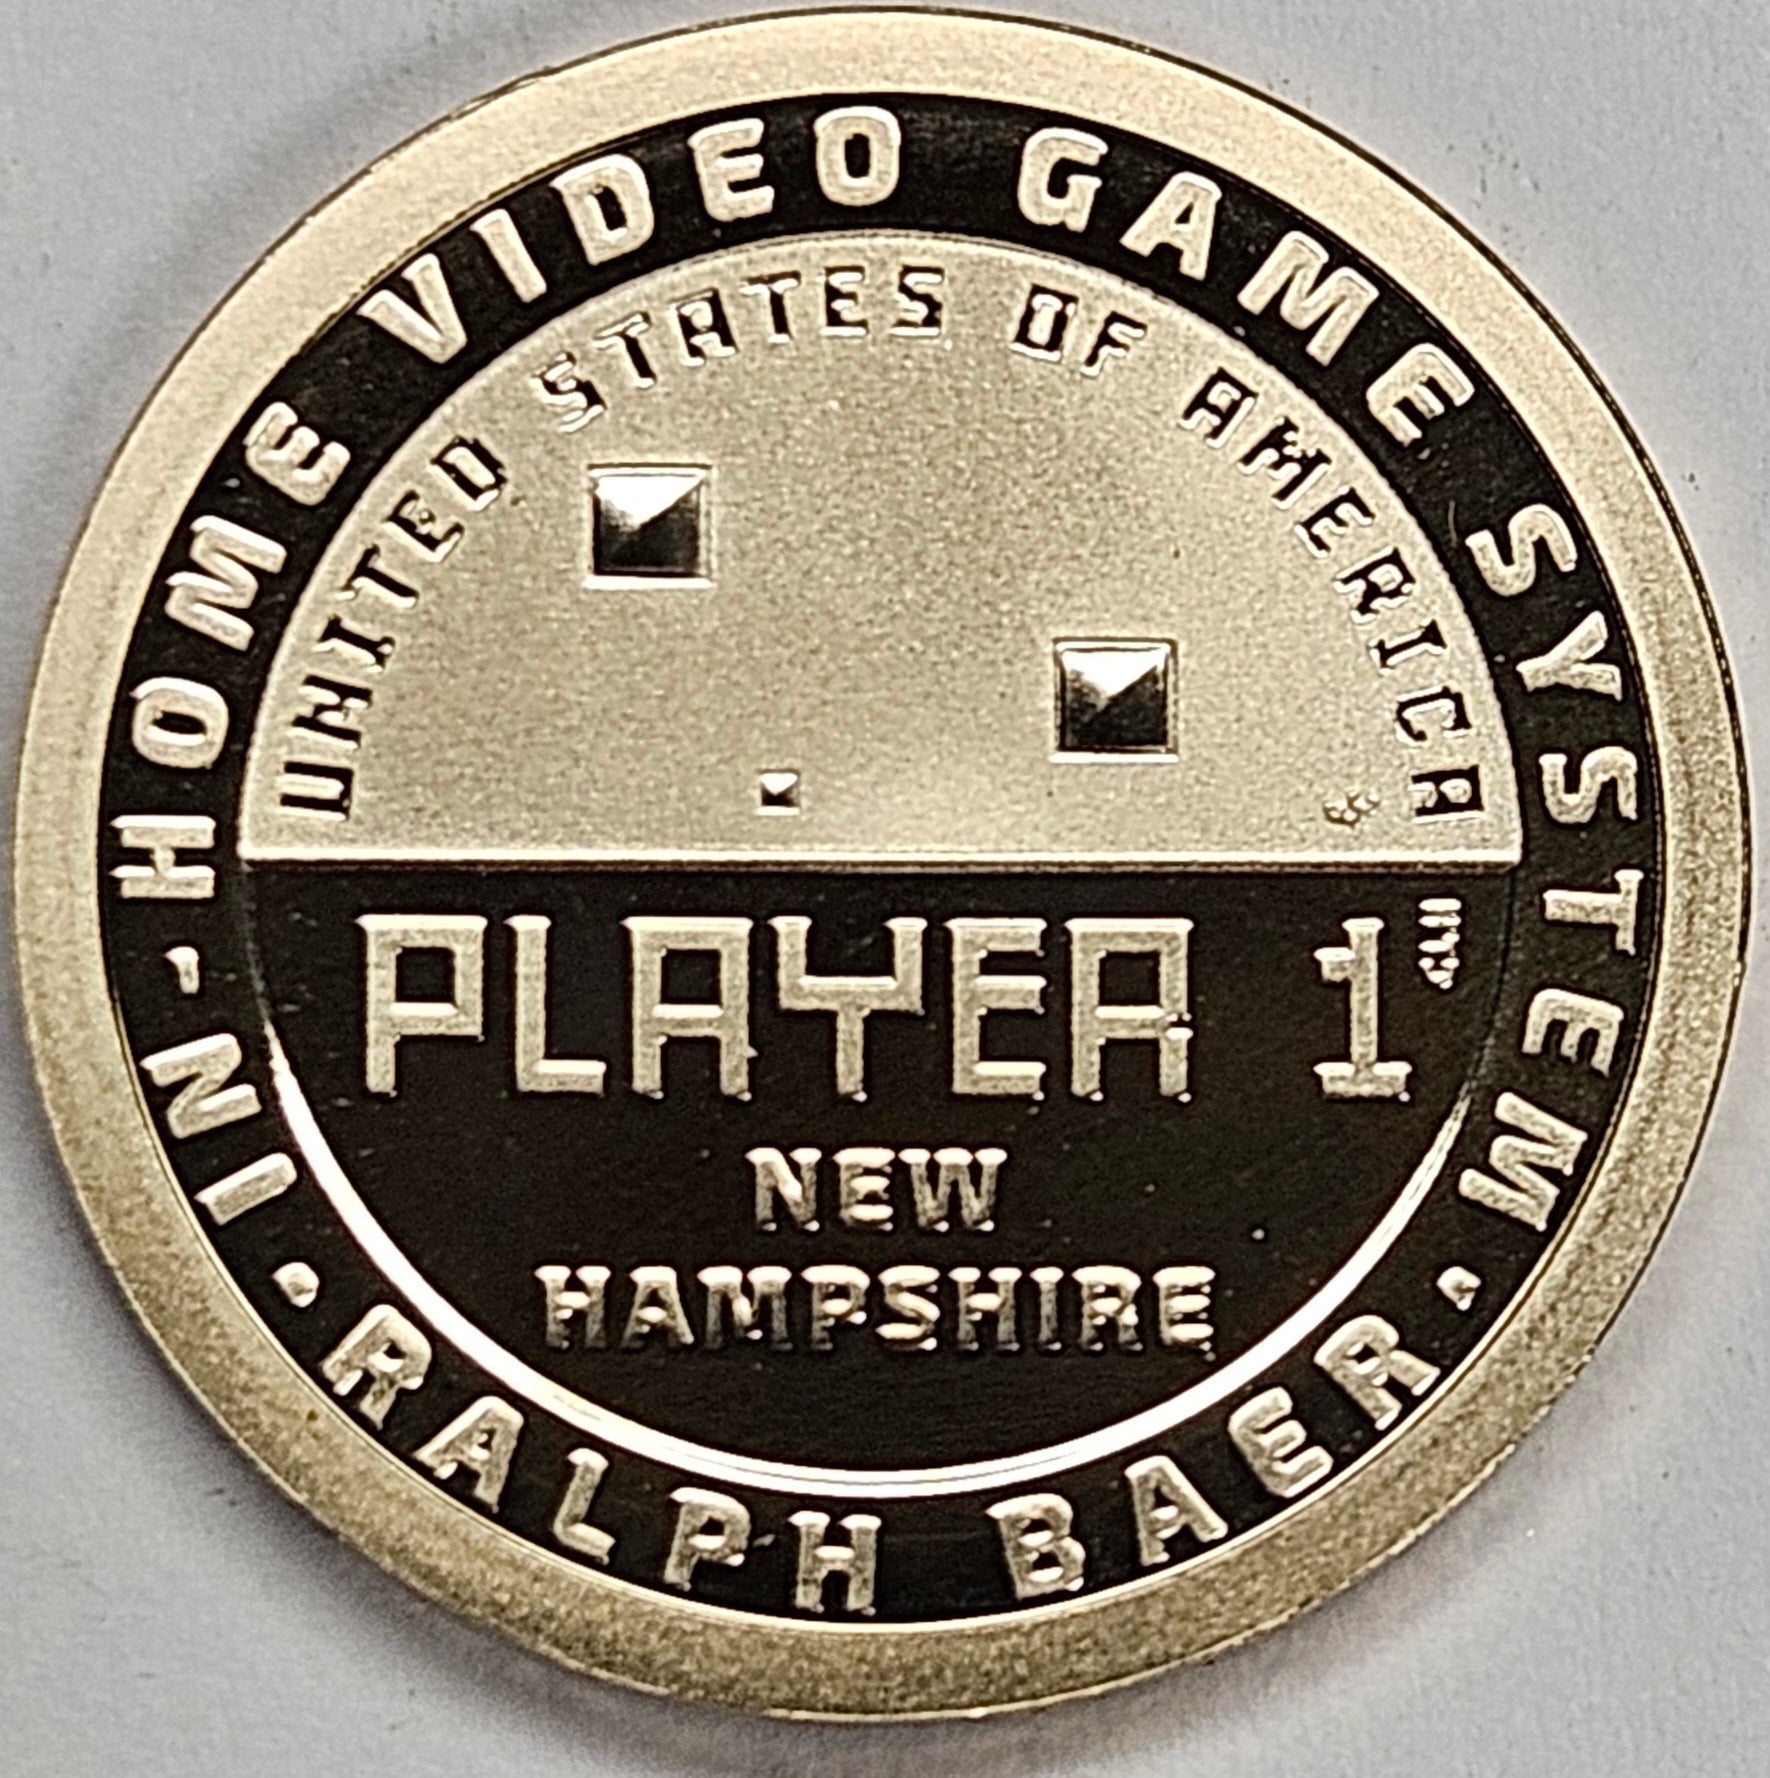 HOME VIDEO GAME SYSTEM
· IN · RALPH BAER ·
UNITED STATES OF AMERICA
PLAYER 1
NEW
HAMPSHIRE